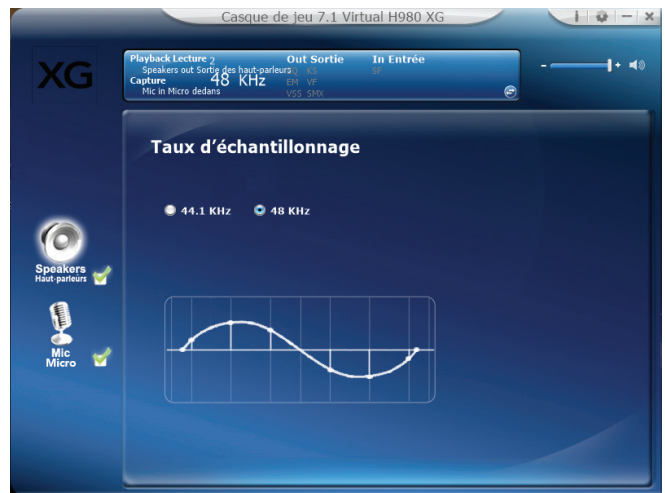 Casque de jeu 7.1 Virtual H980 XG
XG
Playback Lecture 2
Speakers out Sortie des haut-parleurs
Capture
48 KHz
Mic in Micro dedans
Out Sortie
EQ KS
EM VF
VSS SMX
In Entrée
SF
- +
Taux d'échantillonnage
44.1 KHz
48 KHz
Speakers
Haut-parleurs
Mic
Micro